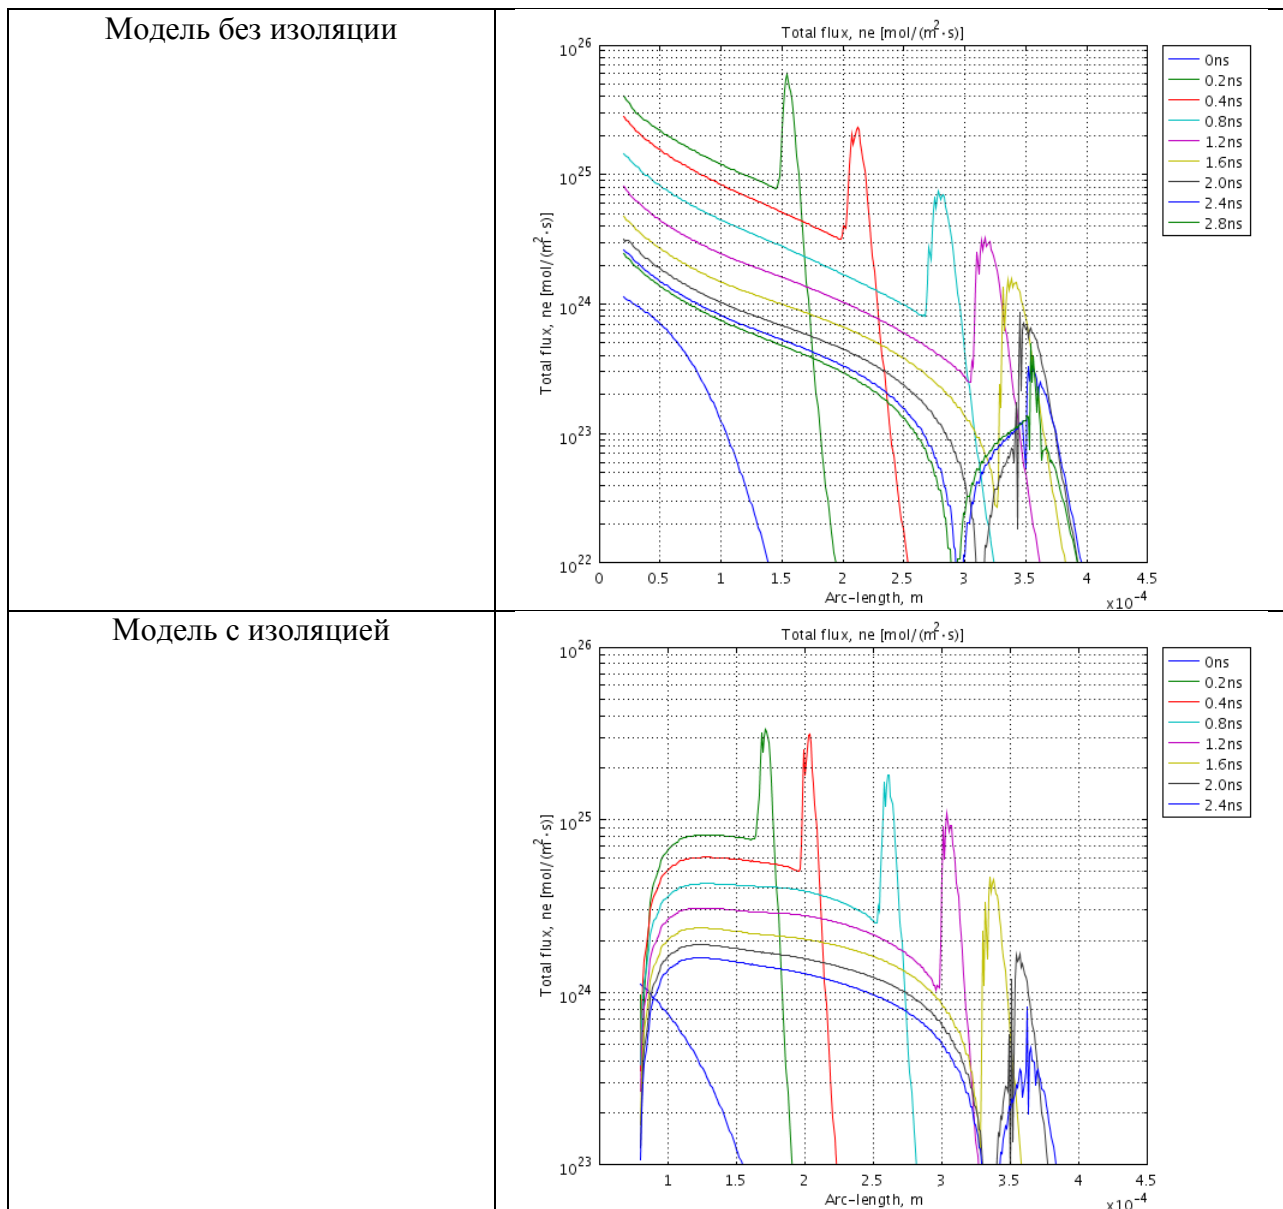 Модель без изоляции
Total flux, ne [mol/(m²·s)]
Total flux, ne [mol/(m²·s)]
10²⁶
10²⁵
10²⁴
10²³
10²²
0 0.5 1 1.5 2 2.5 3 3.5 4 4.5
Arc-length, m
x10⁻⁴
0ns
0.2ns
0.4ns
0.8ns
1.2ns
1.6ns
2.0ns
2.4ns
2.8ns
Модель с изоляцией
Total flux, ne [mol/(m²·s)]
Total flux, ne [mol/(m²·s)]
10²⁶
10²⁵
10²⁴
10²³
1 1.5 2 2.5 3 3.5 4 4.5
Arc-length, m
x10⁻⁴
0ns
0.2ns
0.4ns
0.8ns
1.2ns
1.6ns
2.0ns
2.4ns